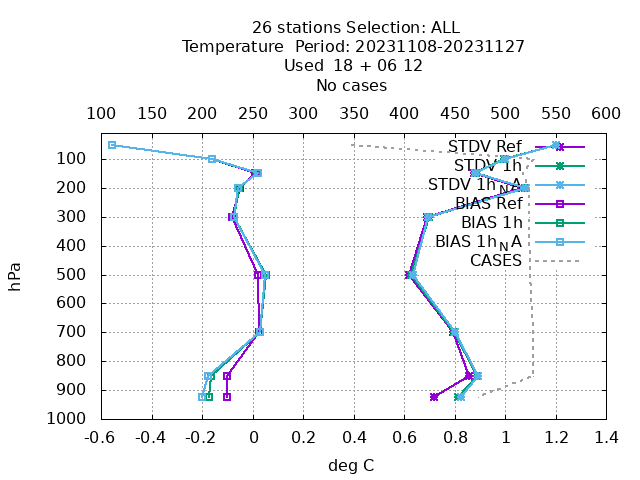 26 stations Selection: ALL
Temperature  Period: 20231108-20231127
Used  18 + 06 12
No cases
100 150 200 250 300 350 400 450 500 550 600
STDV Ref
100
STDV 1h
STDV 1h_NA
200
BIAS Ref
300
BIAS 1h
BIAS 1h_NA
400
CASES
hPa
500
600
700
800
900
1000
-0.6 -0.4 -0.2 0 0.2 0.4 0.6 0.8 1 1.2 1.4
deg C